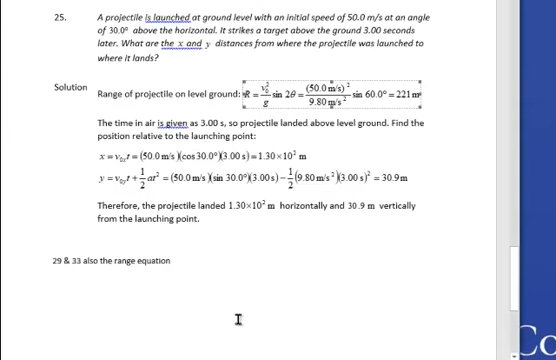 25. A projectile is launched at ground level with an initial speed of 50.0 m/s at an angle
of 30.0° above the horizontal. It strikes a target above the ground 3.00 seconds
later. What are the x and y distances from where the projectile was launched to
where it lands?
Solution Range of projectile on level ground: R = v₀²/g sin 2θ = (50.0 m/s)²/9.80 m/s² sin 60.0° = 221 m
The time in air is given as 3.00 s, so projectile landed above level ground. Find the
position relative to the launching point:
x = v₀ₓt = (50.0 m/s)(cos 30.0°)(3.00 s) = 1.30×10² m
y = v₀ᵧt + 1/2 at² = (50.0 m/s)(sin 30.0°)(3.00 s) − 1/2 (9.80 m/s²)(3.00 s)² = 30.9 m
Therefore, the projectile landed 1.30×10² m horizontally and 30.9 m vertically
from the launching point.
29 & 33 also the range equation
Co